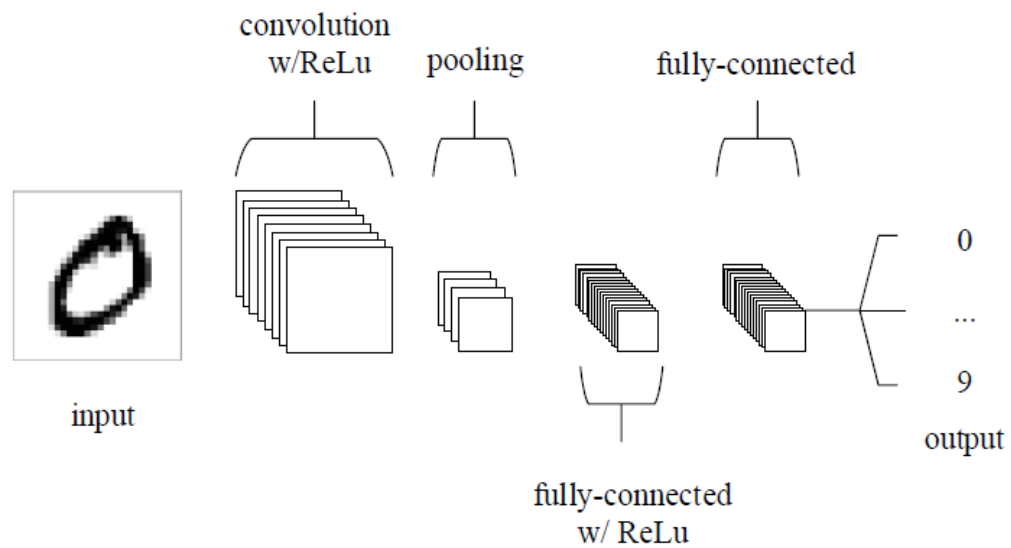 convolution
w/ReLu
pooling
fully-connected
0
...
9
input
output
fully-connected
w/ ReLu